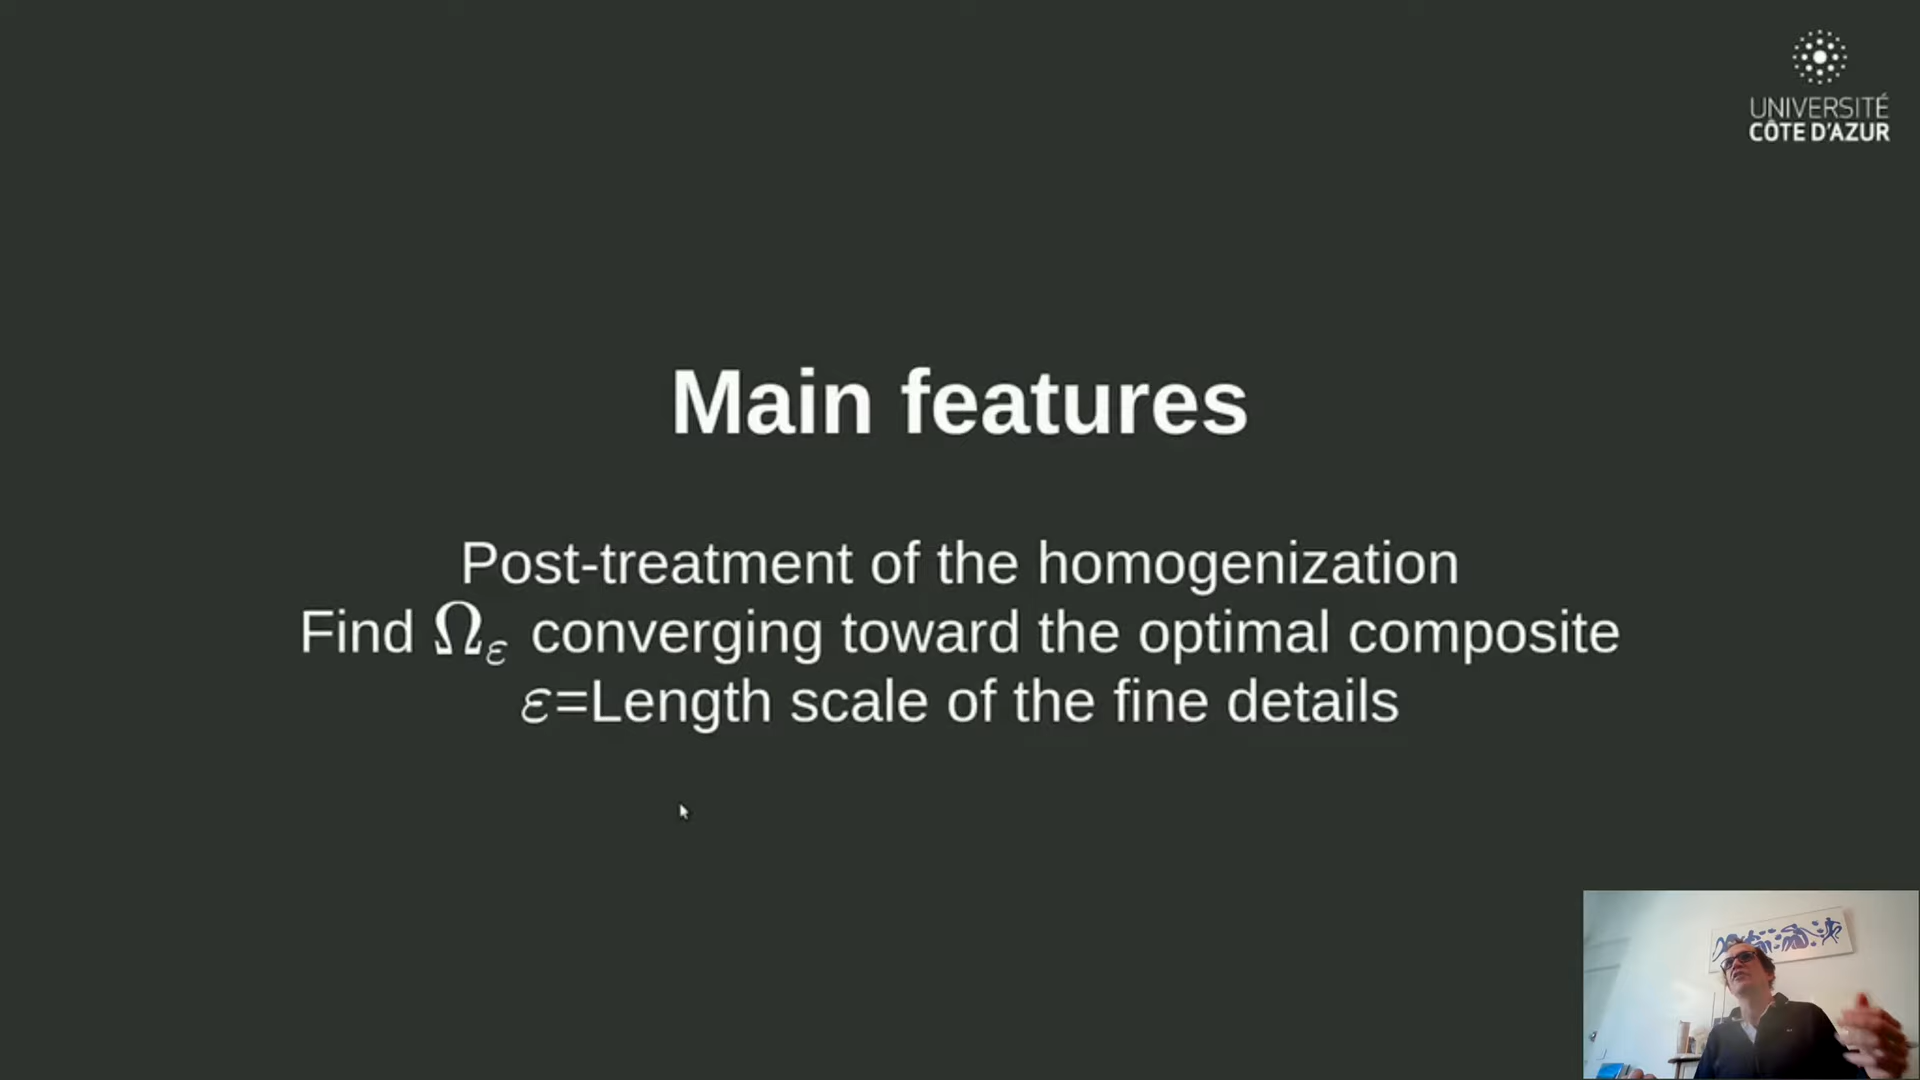 UNIVERSITÉ
CÔTE D'AZUR
Main features
Post-treatment of the homogenization
Find Ωε converging toward the optimal composite
ε=Length scale of the fine details